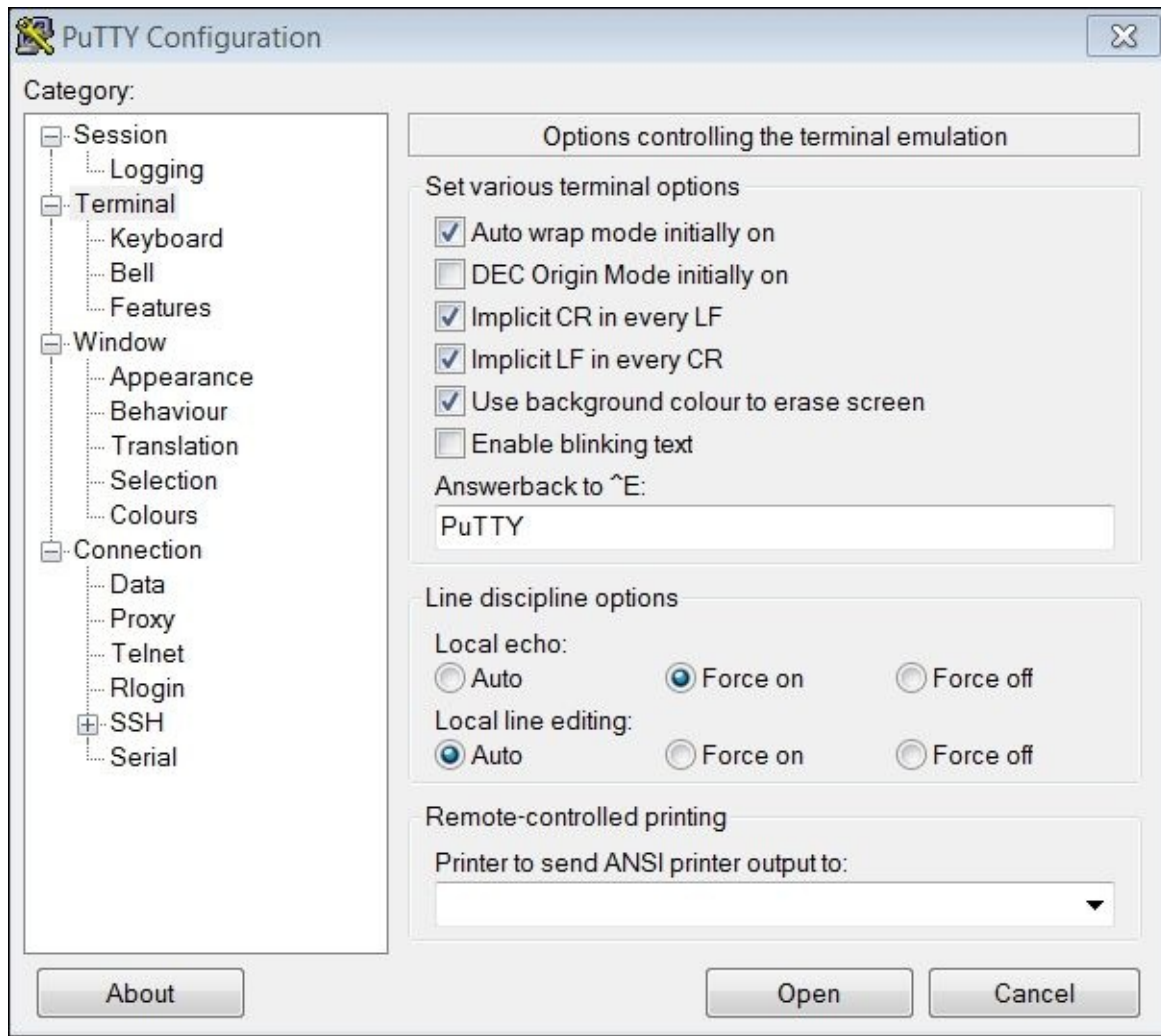 PuTTY Configuration
Category:
Session
Logging
Terminal
Keyboard
Bell
Features
Window
Appearance
Behaviour
Translation
Selection
Colours
Connection
Data
Proxy
Telnet
Rlogin
SSH
Serial
Options controlling the terminal emulation
Set various terminal options
Auto wrap mode initially on
DEC Origin Mode initially on
Implicit CR in every LF
Implicit LF in every CR
Use background colour to erase screen
Enable blinking text
Answerback to ^E:
PuTTY
Line discipline options
Local echo:
Auto Force on Force off
Local line editing:
Auto Force on Force off
Remote-controlled printing
Printer to send ANSI printer output to:
About Open Cancel